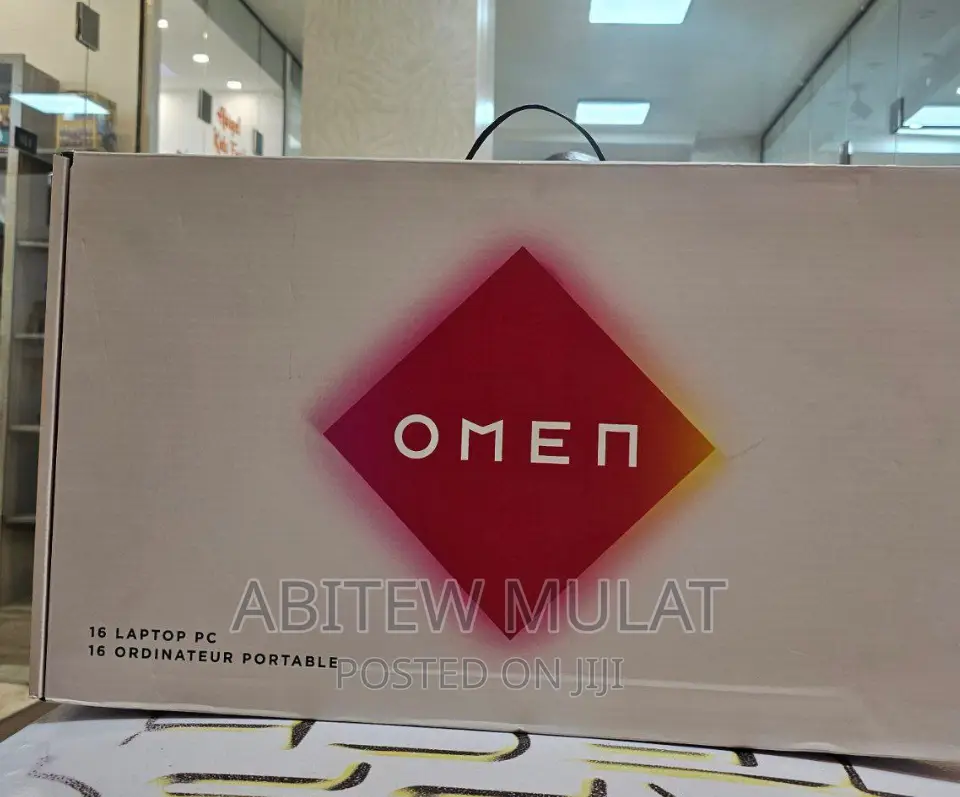 OMEN
ABITEW MULAT
16 LAPTOP PC
16 ORDINATEUR PORTABLE
POSTED ON JIJI